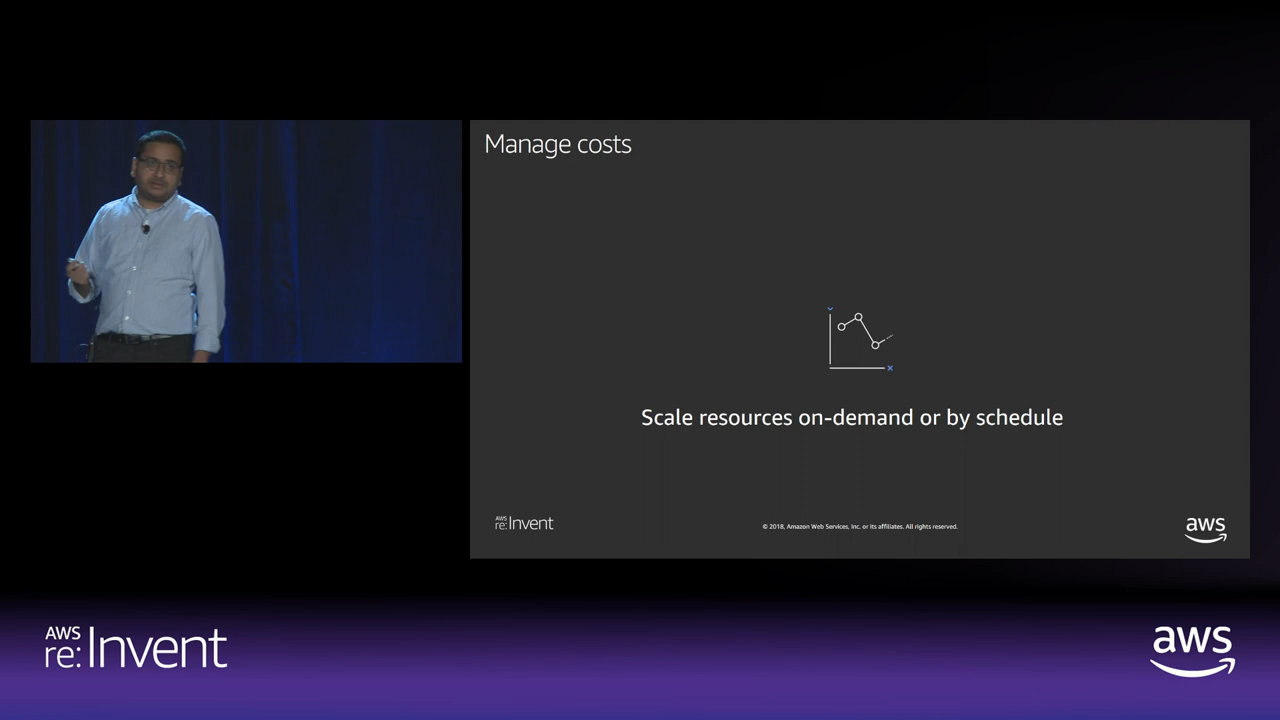 Manage costs
Scale resources on-demand or by schedule
AWS
re:Invent
© 2018, Amazon Web Services, Inc. or its affiliates. All rights reserved.
aws
AWS
re:Invent
aws